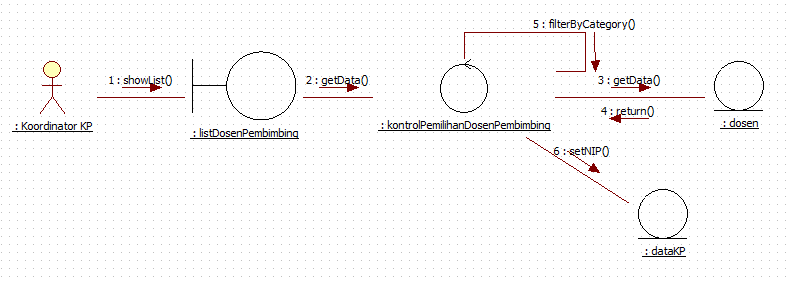 5 : filterByCategory()
1 : showList()
2 : getData()
3 : getData()
4 : return()
: Koordinator KP
: listDosenPembimbing
: kontrolPemilihanDosenPembimbing
: dosen
6 : setNIP()
: dataKP